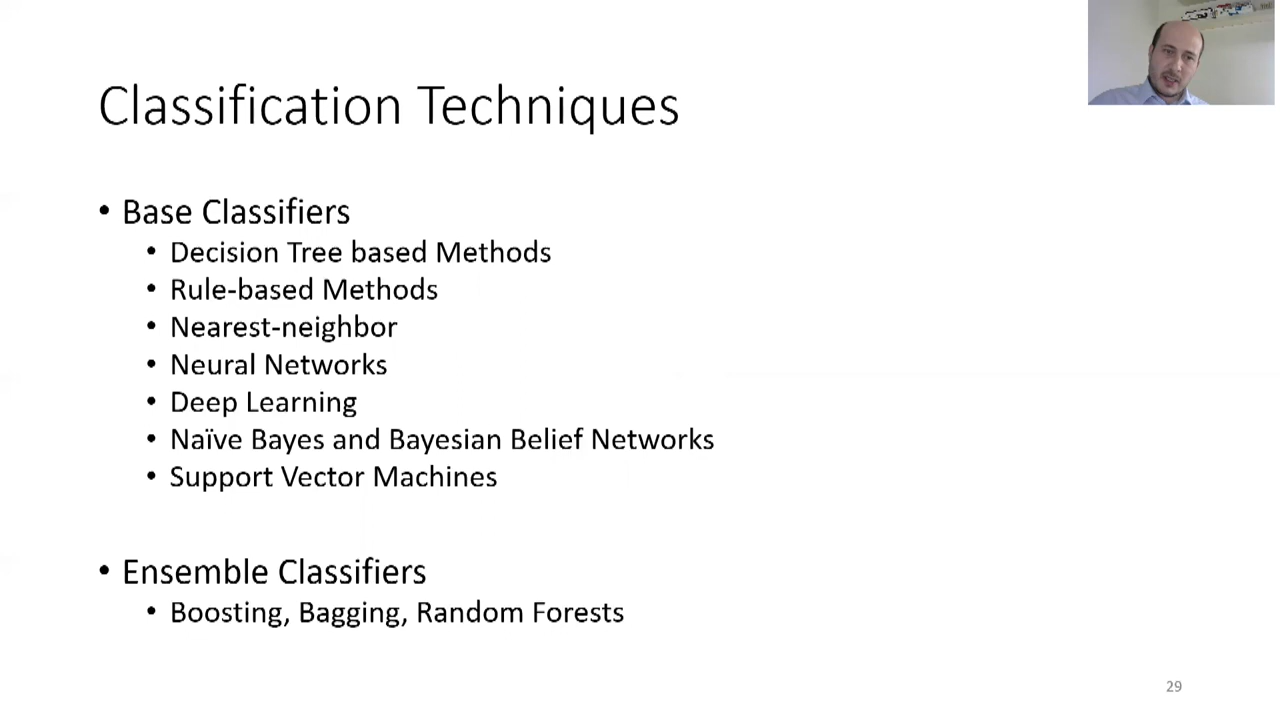 Classification Techniques
• Base Classifiers
• Decision Tree based Methods
• Rule-based Methods
• Nearest-neighbor
• Neural Networks
• Deep Learning
• Naïve Bayes and Bayesian Belief Networks
• Support Vector Machines
• Ensemble Classifiers
• Boosting, Bagging, Random Forests
29